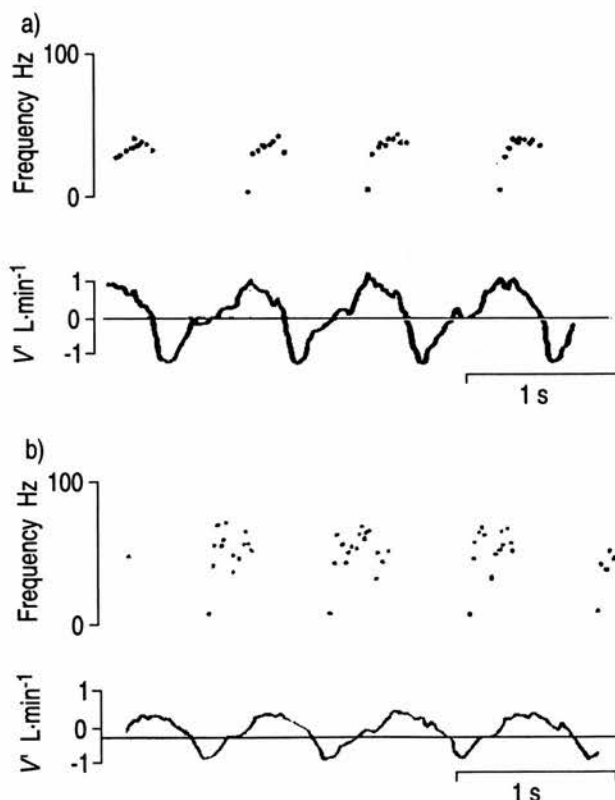 a)
100
Frequency Hz
0
1
0
-1
V' L·min⁻¹
1 s
b)
100
Frequency Hz
0
1
0
-1
V' L·min⁻¹
1 s